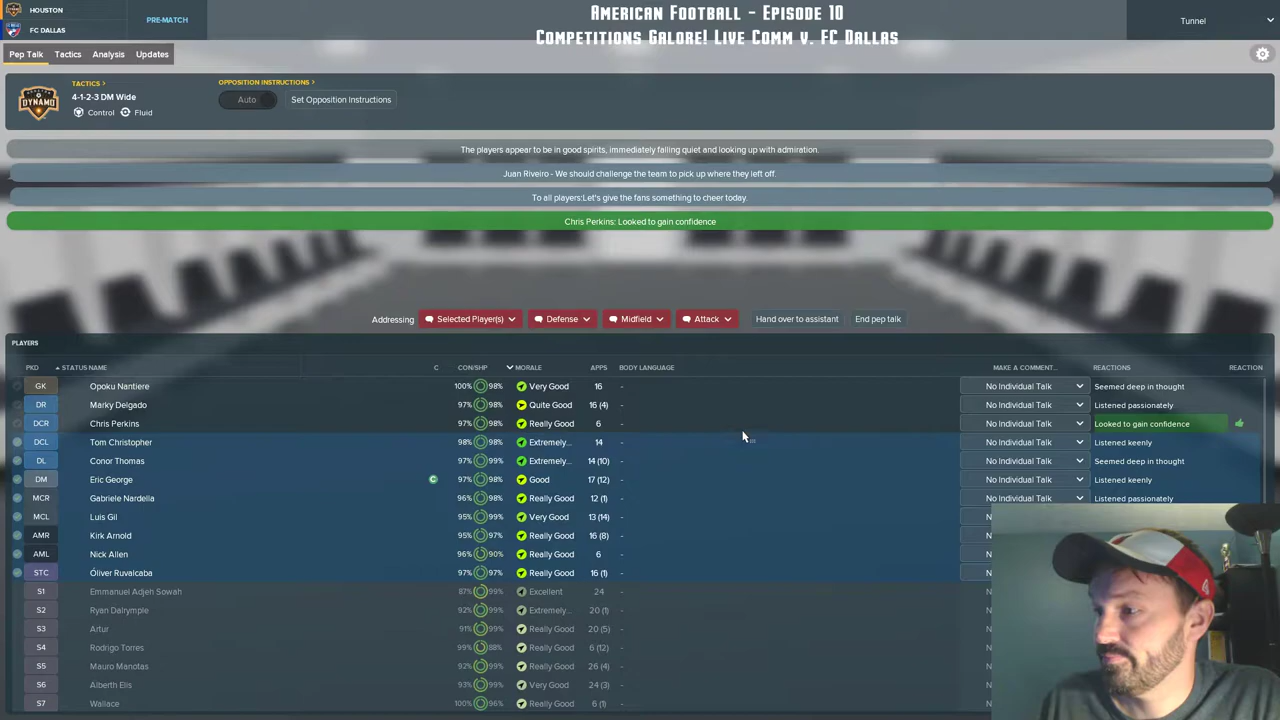 HOUSTON
FC DALLAS
PRE-MATCH
American Football - Episode 10
Competitions Galore! Live Comm v. FC Dallas
Tunnel
Pep Talk Tactics Analysis Updates
DYNAMO
TACTICS >
4-1-2-3 DM Wide
Control Fluid
OPPOSITION INSTRUCTIONS >
Auto Set Opposition Instructions
The players appear to be in good spirits, immediately falling quiet and looking up with admiration.
Juan Riveiro - We should challenge the team to pick up where they left off.
To all players:Let's give the fans something to cheer today.
Chris Perkins: Looked to gain confidence
Addressing Selected Player(s) Defense Midfield Attack Hand over to assistant End pep talk
PLAYERS
PKD STATUS NAME C CON/SHP MORALE APPS BODY LANGUAGE MAKE A COMMENT... REACTIONS REACTION
GK Opoku Nantiere 100% 98% Very Good 16 - No Individual Talk Seemed deep in thought
DR Marky Delgado 97% 98% Quite Good 16 (4) - No Individual Talk Listened passionately
DCR Chris Perkins 97% 98% Really Good 6 - No Individual Talk Looked to gain confidence
DCL Tom Christopher 98% 98% Extremely... 14 - No Individual Talk Listened keenly
DL Conor Thomas 97% 99% Extremely... 14 (10) - No Individual Talk Seemed deep in thought
DM Eric George C 97% 98% Good 17 (12) - No Individual Talk Listened keenly
MCR Gabriele Nardella 96% 98% Really Good 12 (1) - No Individual Talk Listened passionately
MCL Luis Gil 95% 99% Very Good 13 (14) - N
AMR Kirk Arnold 95% 97% Really Good 16 (8) - N
AML Nick Allen 96% 90% Really Good 6 - N
STC Óliver Ruvalcaba 97% 97% Really Good 16 (1) - N
S1 Emmanuel Adjeh Sowah 87% 99% Excellent 24 - N
S2 Ryan Dalrymple 92% 99% Extremely... 20 (1) - N
S3 Artur 91% 99% Really Good 20 (5) - N
S4 Rodrigo Torres 99% 88% Really Good 6 (12) - N
S5 Mauro Manotas 92% 99% Really Good 26 (4) - N
S6 Alberth Elis 93% 99% Very Good 24 (3) - N
S7 Wallace 100% 96% Really Good 6 (1) - N